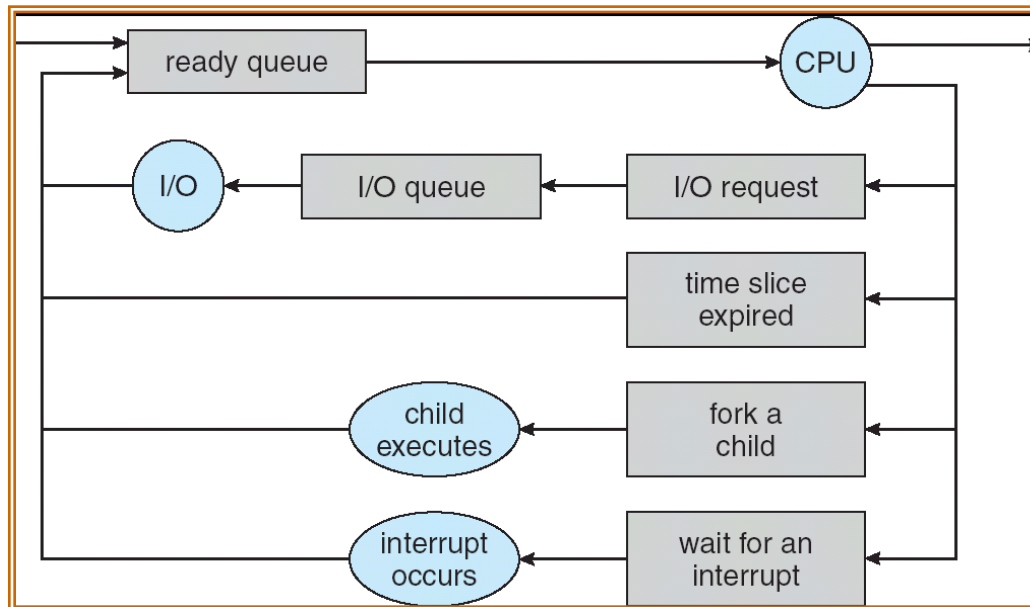 ready queue
CPU
I/O
I/O queue
I/O request
time slice
expired
child
executes
fork a
child
interrupt
occurs
wait for an
interrupt